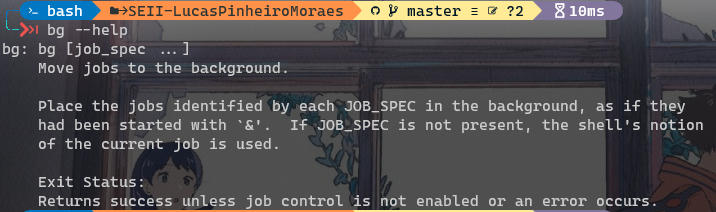 bash SEII-LucasPinheiroMoraes master ≡ ?2 10ms
bg --help
bg: bg [job_spec ...]
Move jobs to the background.
Place the jobs identified by each JOB_SPEC in the background, as if they
had been started with `&'. If JOB_SPEC is not present, the shell's notion
of the current job is used.
Exit Status:
Returns success unless job control is not enabled or an error occurs.